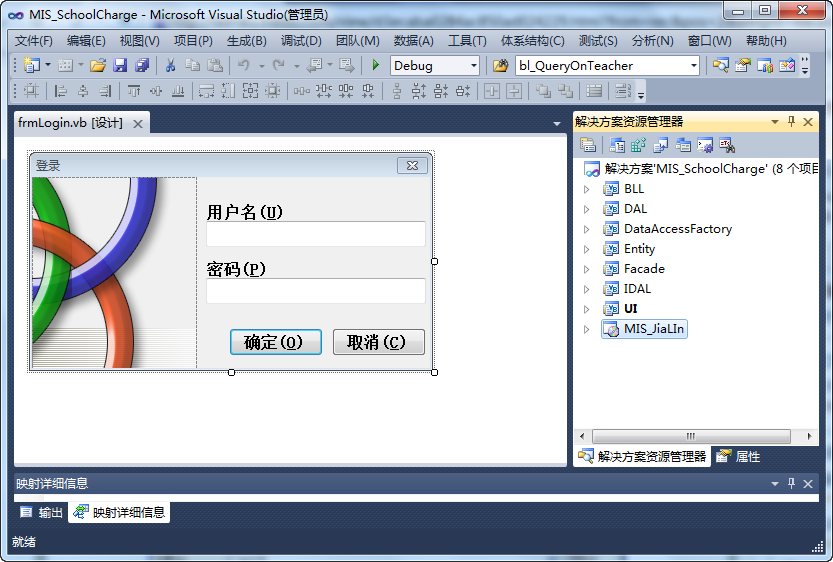 MIS_SchoolCharge - Microsoft Visual Studio(管理员)
文件(F) 编辑(E) 视图(V) 项目(P) 生成(B) 调试(D) 团队(M) 数据(A) 工具(T) 体系结构(C) 测试(S) 分析(N) 窗口(W) 帮助(H)
Debug bl_QueryOnTeacher
frmLogin.vb [设计]
登录
用户名(U)
密码(P)
确定(O) 取消(C)
解决方案资源管理器
解决方案'MIS_SchoolCharge' (8 个项目
BLL
DAL
DataAccessFactory
Entity
Facade
IDAL
UI
MIS_JiaLIn
解决方案资源管理器 属性
映射详细信息
输出 映射详细信息
就绪